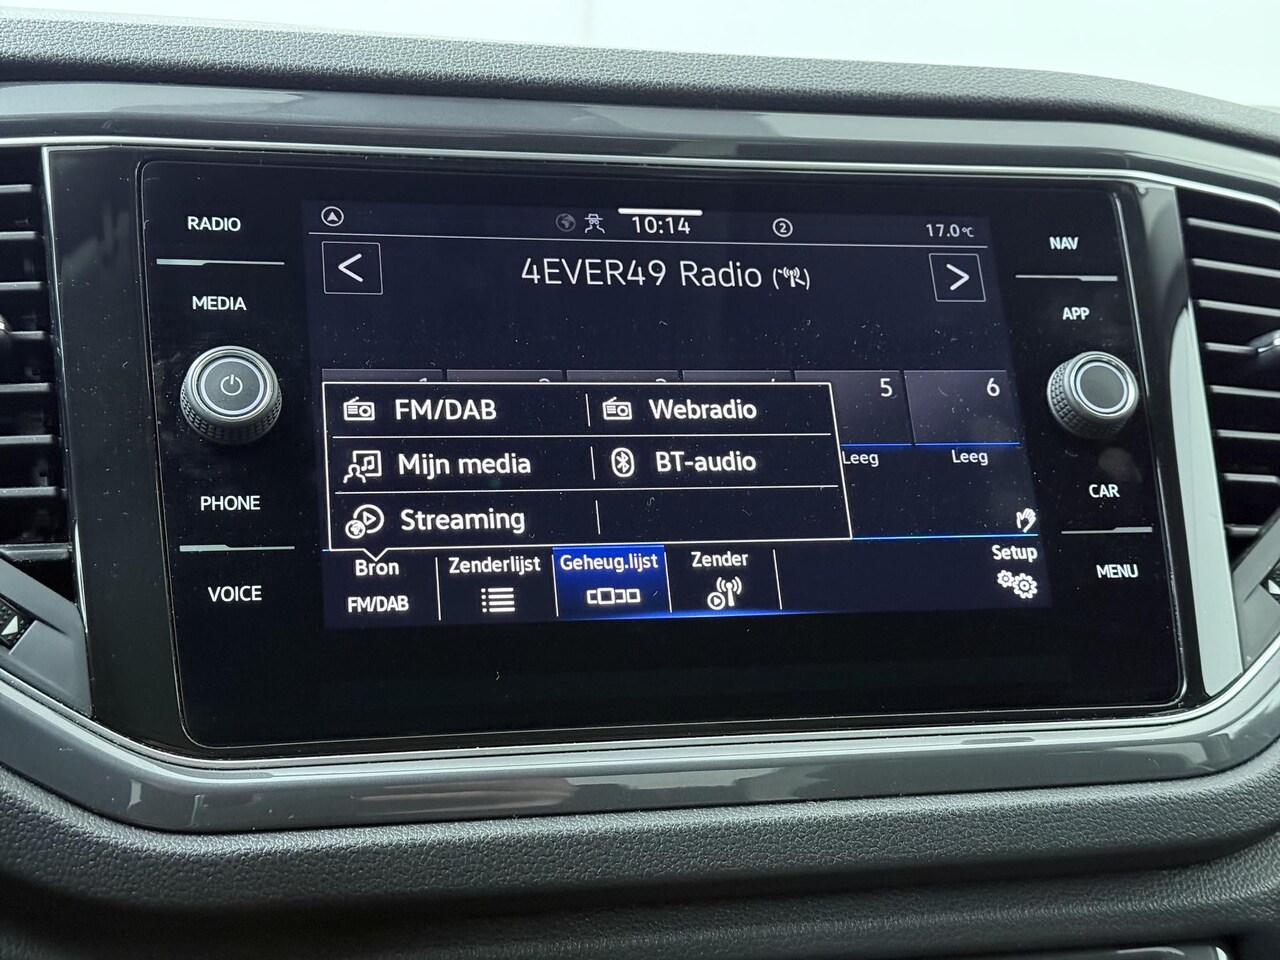 RADIO
MEDIA
PHONE
VOICE
10:14
2
17.0°C
4EVER49 Radio
5
6
FM/DAB
Webradio
Mijn media
BT-audio
Streaming
Leeg
Leeg
Bron
FM/DAB
Zenderlijst
Geheug.lijst
Zender
Setup
NAV
APP
CAR
MENU